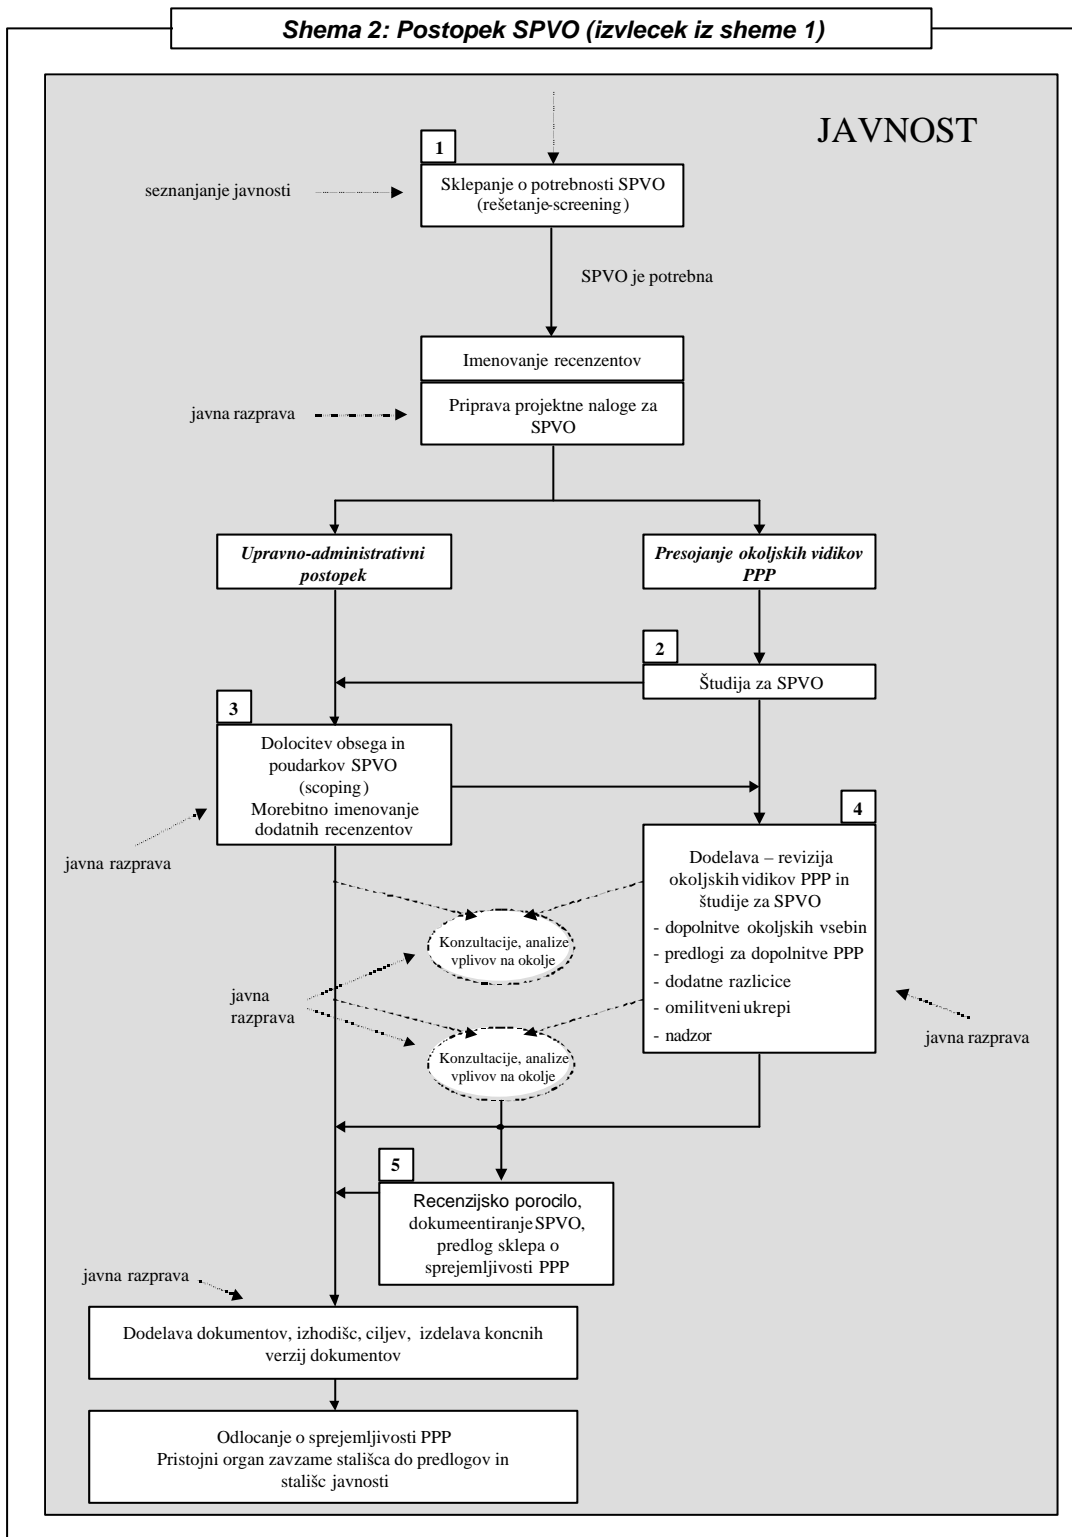 Shema 2: Postopek SPVO (izvlecek iz sheme 1)
JAVNOST
1
seznanjanje javnosti
Sklepanje o potrebnosti SPVO
(rešetanje-screening)
SPVO je potrebna
Imenovanje recenzentov
javna razprava
Priprava projektne naloge za
SPVO
Upravno-administrativni
postopek
Presojanje okoljskih vidikov
PPP
2
Študija za SPVO
3
Dolocitev obsega in
poudarkov SPVO
(scoping)
Morebitno imenovanje
dodatnih recenzentov
javna razprava
4
Dodelava – revizija
okoljskih vidikov PPP in
študije za SPVO
- dopolnitve okoljskih vsebin
- predlogi za dopolnitve PPP
- dodatne razlicice
- omilitveni ukrepi
- nadzor
Konzultacije, analize
vplivov na okolje
javna
razprava
javna razprava
Konzultacije, analize
vplivov na okolje
5
Recenzijsko porocilo,
dokumeentiranje SPVO,
predlog sklepa o
sprejemljivosti PPP
javna razprava
Dodelava dokumentov, izhodišc, ciljev, izdelava koncnih
verzij dokumentov
Odlocanje o sprejemljivosti PPP
Pristojni organ zavzame stališca do predlogov in
stališc javnosti